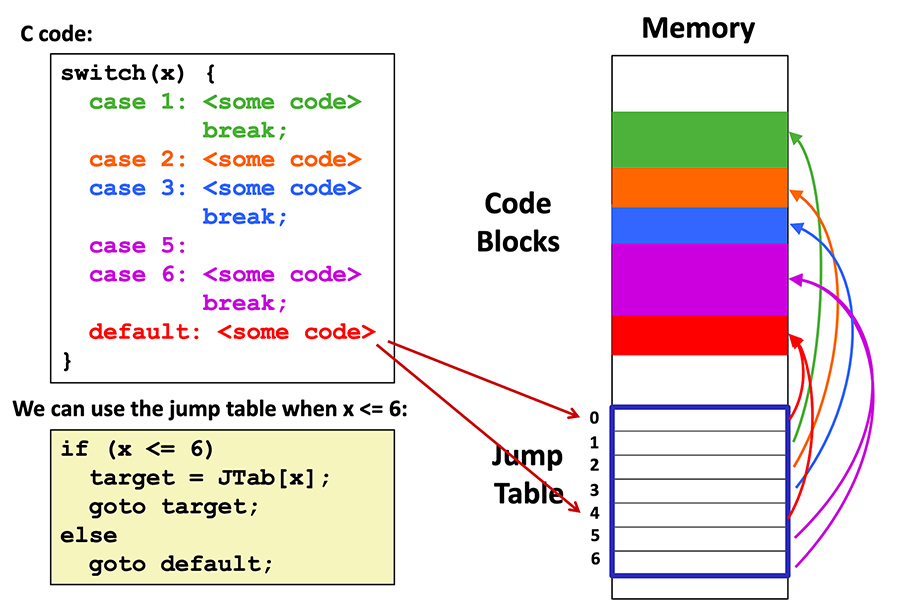 C code:
switch(x) {
case 1: <some code>
break;
case 2: <some code>
case 3: <some code>
break;
case 5:
case 6: <some code>
break;
default: <some code>
}
We can use the jump table when x <= 6:
if (x <= 6)
target = JTab[x];
goto target;
else
goto default;
Memory
Code
Blocks
Jump
Table
0
1
2
3
4
5
6